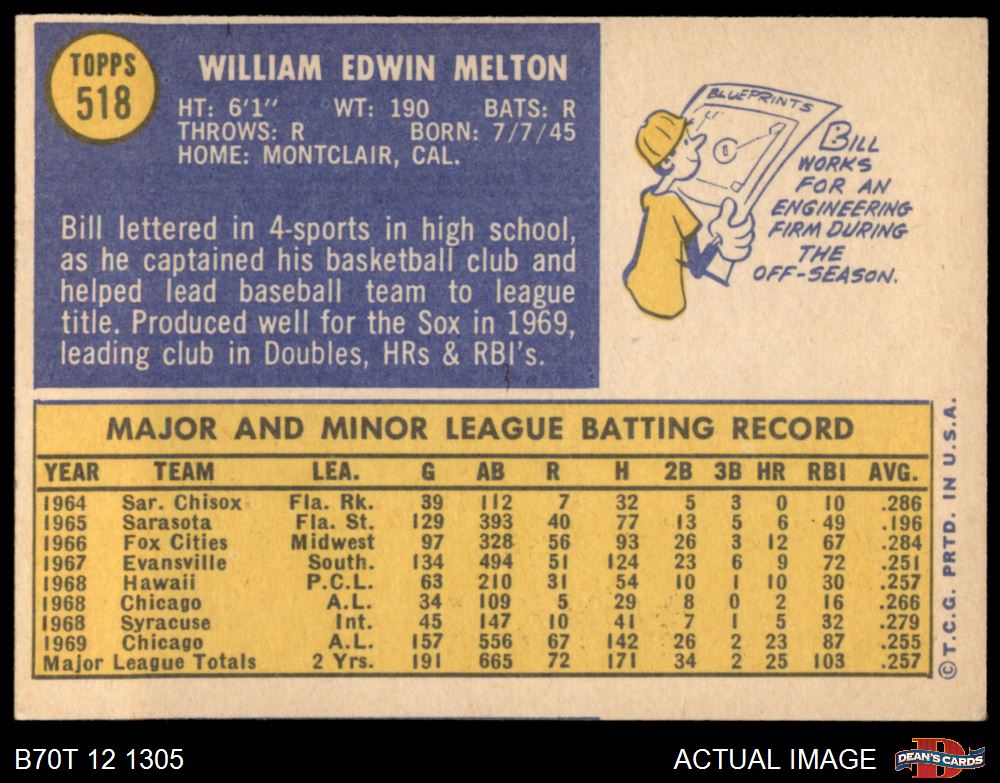 TOPPS
518
WILLIAM EDWIN MELTON
HT: 6'1" WT: 190 BATS: R
THROWS: R BORN: 7/7/45
HOME: MONTCLAIR, CAL.
Bill lettered in 4-sports in high school,
as he captained his basketball club and
helped lead baseball team to league
title. Produced well for the Sox in 1969,
leading club in Doubles, HRs & RBI's.
BLUEPRINTS
BILL
WORKS
FOR AN
ENGINEERING
FIRM DURING
THE
OFF-SEASON.
MAJOR AND MINOR LEAGUE BATTING RECORD
YEAR TEAM LEA. G AB R H 2B 3B HR RBI AVG.
1964 Sar. Chisox Fla. Rk. 39 112 7 32 5 3 0 10 .286
1965 Sarasota Fla. St. 129 393 40 77 13 5 6 49 .196
1966 Fox Cities Midwest 97 328 56 93 26 3 12 67 .284
1967 Evansville South. 134 494 51 124 23 6 9 72 .251
1968 Hawaii P.C.L. 63 210 31 54 10 1 10 30 .257
1968 Chicago A.L. 34 109 5 29 8 0 2 16 .266
1968 Syracuse Int. 45 147 10 41 7 1 5 32 .279
1969 Chicago A.L. 157 556 67 142 26 2 23 87 .255
Major League Totals 2 Yrs. 191 665 72 171 34 2 25 103 .257
© T.C.G. PRTD. IN U.S.A.
B70T 12 1305
ACTUAL IMAGE
D
DEAN'S CARDS